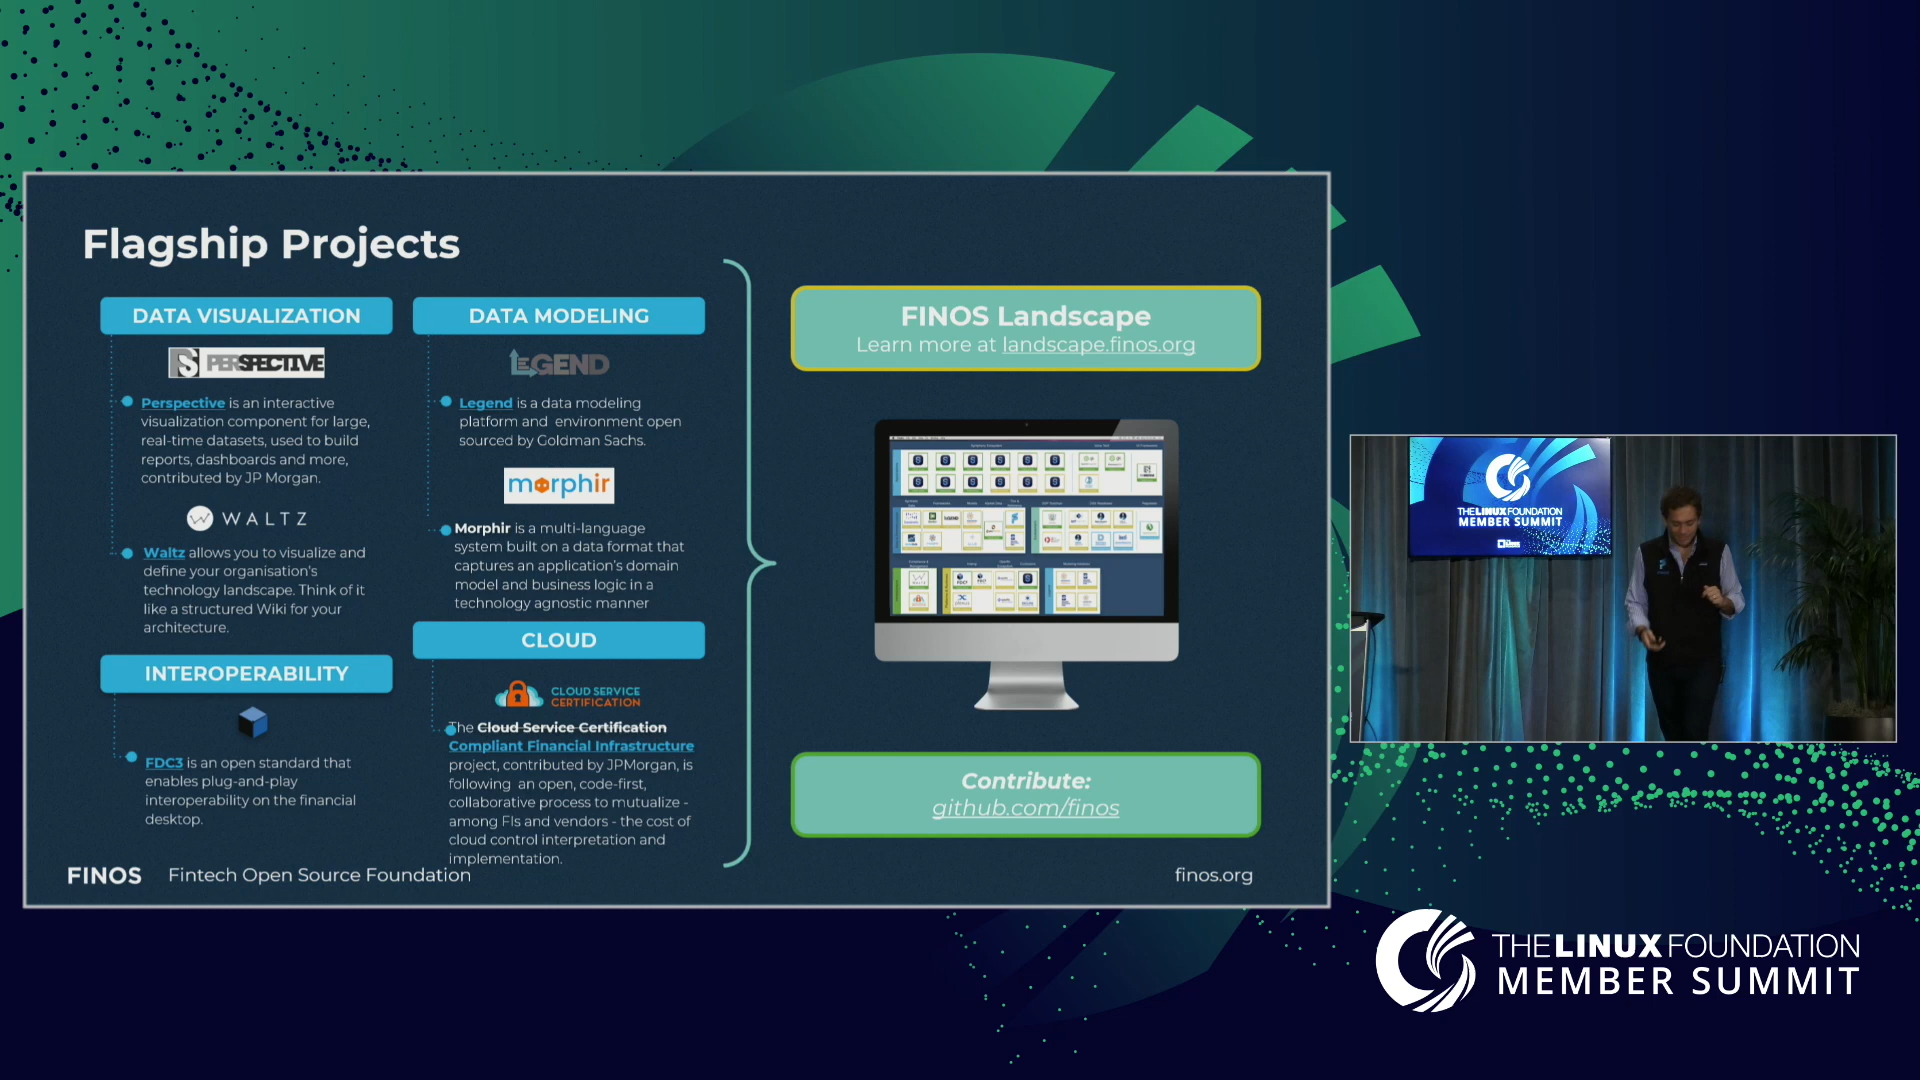 Flagship Projects
DATA VISUALIZATION
PERSPECTIVE
Perspective is an interactive
visualization component for large,
real-time datasets, used to build
reports, dashboards and more,
contributed by JP Morgan.
WALTZ
Waltz allows you to visualize and
define your organisation's
technology landscape. Think of it
like a structured Wiki for your
architecture.
INTEROPERABILITY
FDC3 is an open standard that
enables plug-and-play
interoperability on the financial
desktop.
DATA MODELING
LEGEND
Legend is a data modeling
platform and environment open
sourced by Goldman Sachs.
morphir
Morphir is a multi-language
system built on a data format that
captures an application's domain
model and business logic in a
technology agnostic manner
CLOUD
CLOUD SERVICE
CERTIFICATION
The Cloud Service Certification
Compliant Financial Infrastructure
project, contributed by JPMorgan, is
following an open, code-first,
collaborative process to mutualize -
among FIs and vendors - the cost of
cloud control interpretation and
implementation.
FINOS Landscape
Learn more at landscape.finos.org
Contribute:
github.com/finos
FINOS Fintech Open Source Foundation
finos.org
THE LINUX FOUNDATION
MEMBER SUMMIT
THE LINUX FOUNDATION
MEMBER SUMMIT